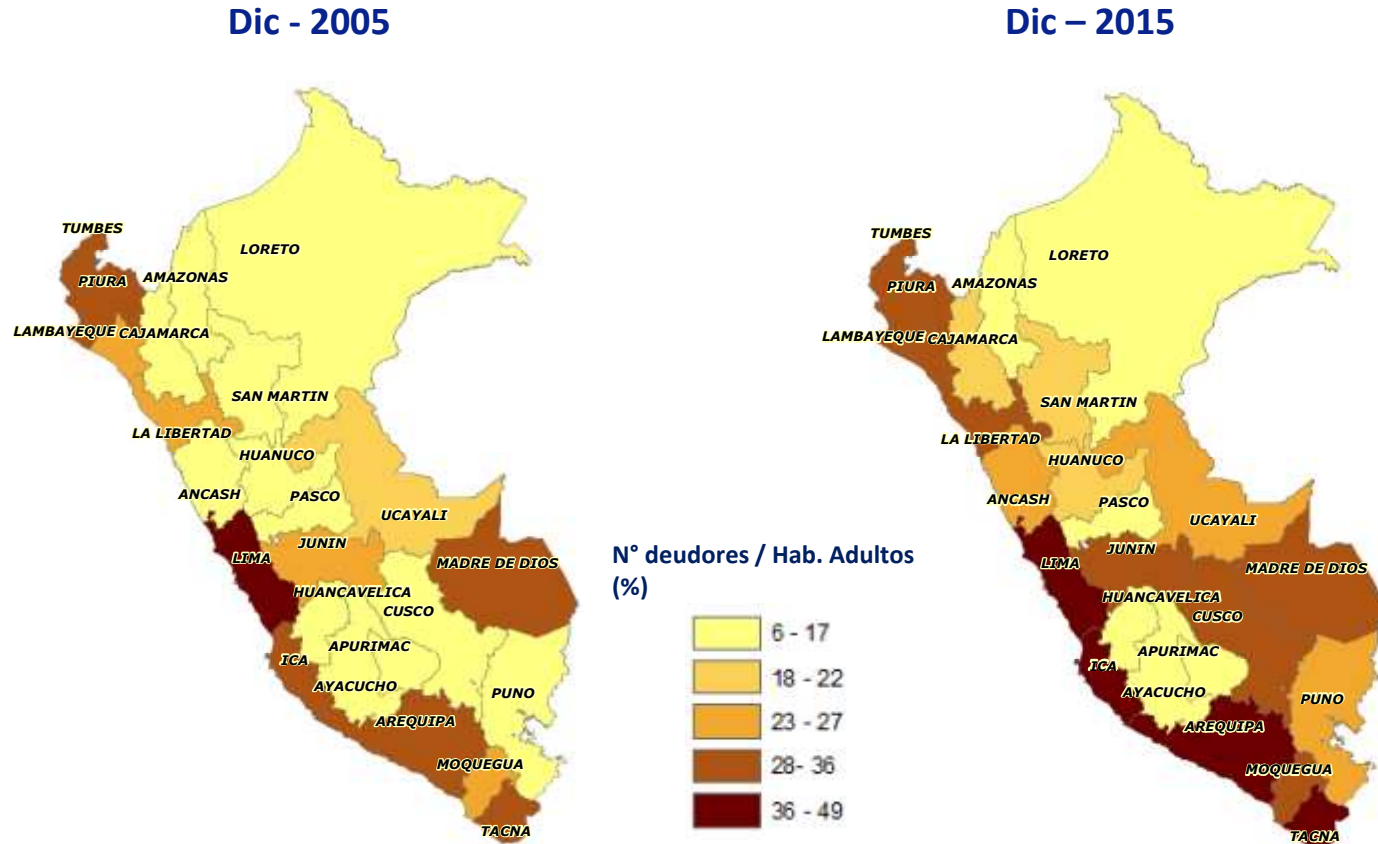 Dic - 2005
TUMBES
LORETO
PIURA
AMAZONAS
LAMBAYEQUE
CAJAMARCA
SAN MARTIN
LA LIBERTAD
HUANUCO
ANCASH
PASCO
UCAYALI
JUNIN
LIMA
MADRE DE DIOS
HUANCAVELICA
CUSCO
APURIMAC
ICA
AYACUCHO
PUNO
AREQUIPA
MOQUEGUA
TACNA
N° deudores / Hab. Adultos
(%)
6 - 17
18 - 22
23 - 27
28- 36
36 - 49
Dic – 2015
TUMBES
LORETO
PIURA
AMAZONAS
LAMBAYEQUE
CAJAMARCA
SAN MARTIN
LA LIBERTAD
HUANUCO
ANCASH
PASCO
UCAYALI
JUNIN
LIMA
MADRE DE DIOS
HUANCAVELICA
CUSCO
APURIMAC
ICA
AYACUCHO
PUNO
AREQUIPA
MOQUEGUA
TACNA